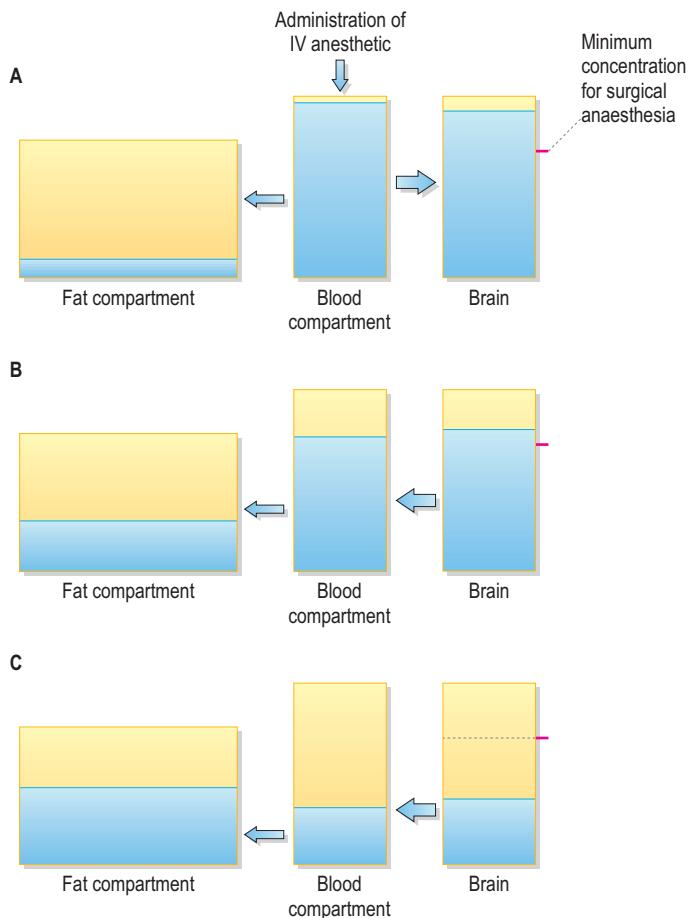 Administration of
IV anesthetic
Minimum
concentration
for surgical
anaesthesia
A
Fat compartment
Blood
compartment
Brain
B
Fat compartment
Blood
compartment
Brain
C
Fat compartment
Blood
compartment
Brain